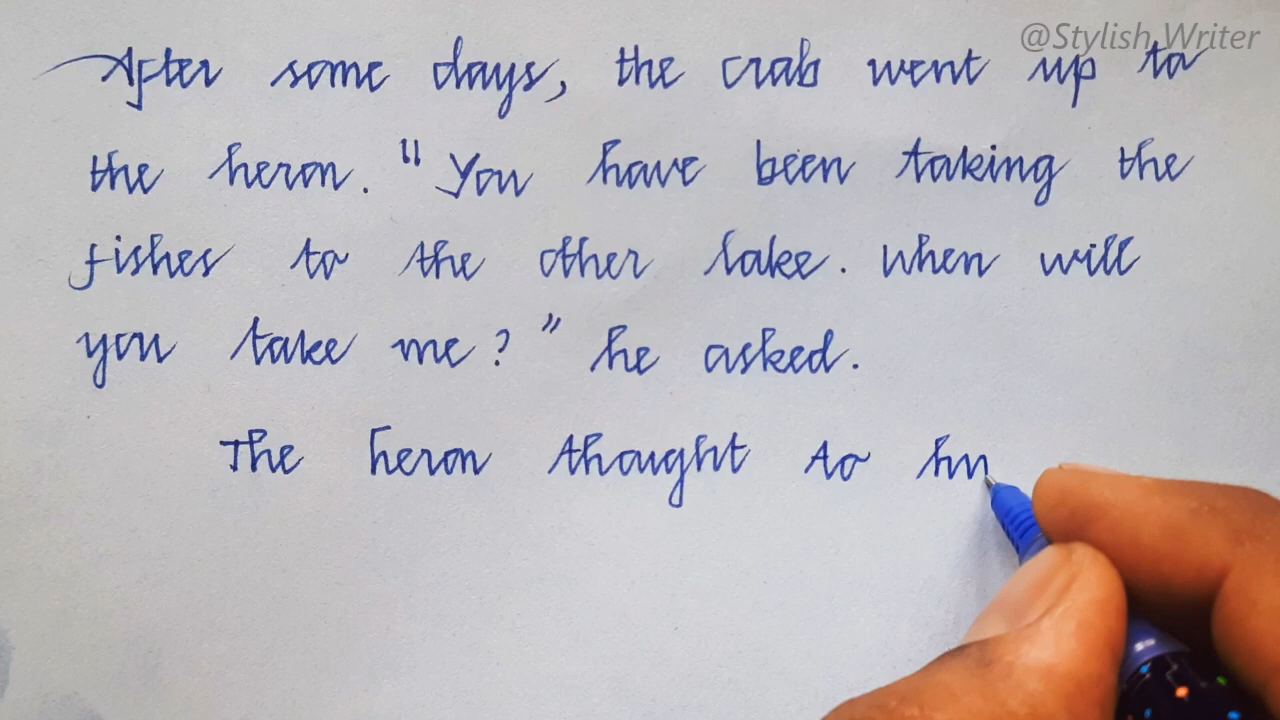 @Stylish Writer
After some days, the crab went up to
the heron. "You have been taking the
fishes to the other lake. When will
you take me?" he asked.
The heron thought to